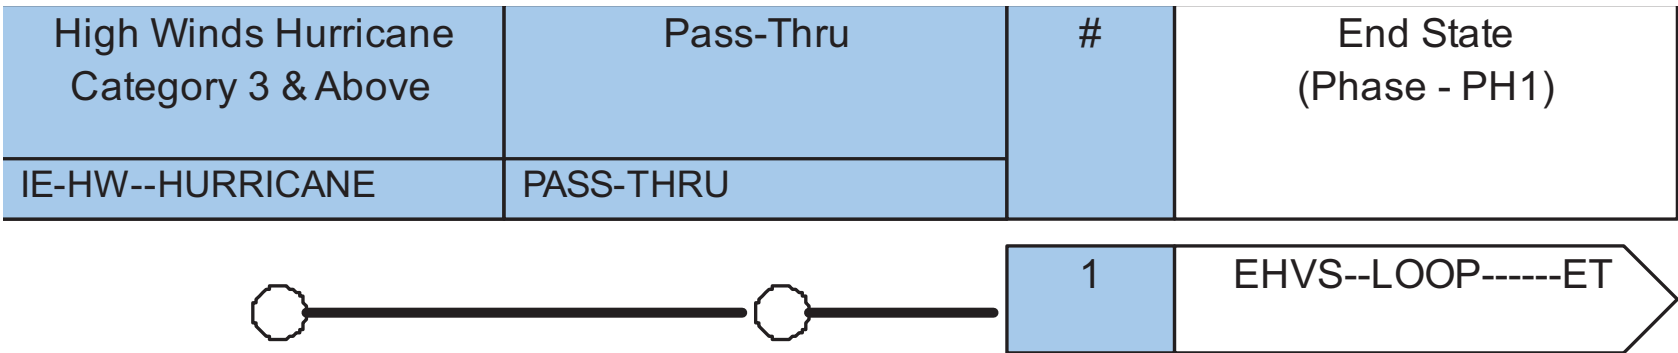 High Winds Hurricane
Category 3 & Above
Pass-Thru
#
End State
(Phase - PH1)
IE-HW--HURRICANE
PASS-THRU
1
EHVS--LOOP------ET